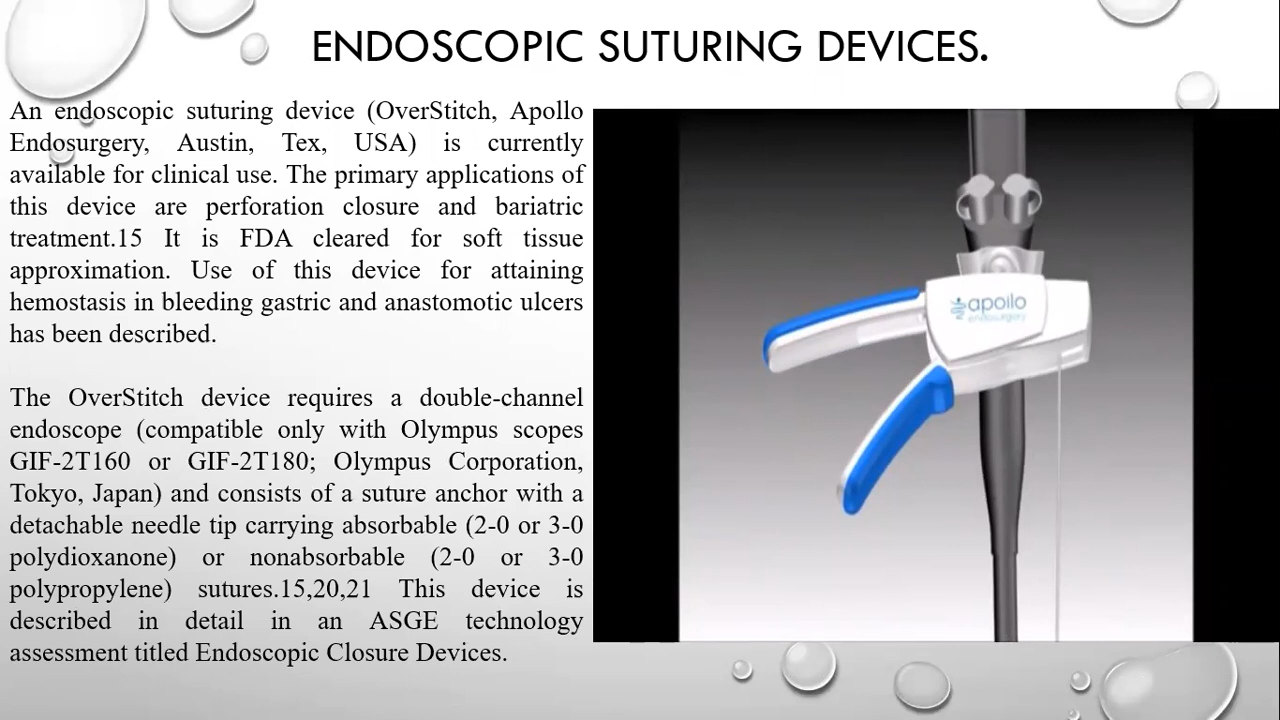 ENDOSCOPIC SUTURING DEVICES.
An endoscopic suturing device (OverStitch, Apollo
Endosurgery, Austin, Tex, USA) is currently
available for clinical use. The primary applications of
this device are perforation closure and bariatric
treatment.15 It is FDA cleared for soft tissue
approximation. Use of this device for attaining
hemostasis in bleeding gastric and anastomotic ulcers
has been described.
The OverStitch device requires a double-channel
endoscope (compatible only with Olympus scopes
GIF-2T160 or GIF-2T180; Olympus Corporation,
Tokyo, Japan) and consists of a suture anchor with a
detachable needle tip carrying absorbable (2-0 or 3-0
polydioxanone) or nonabsorbable (2-0 or 3-0
polypropylene) sutures.15,20,21 This device is
described in detail in an ASGE technology
assessment titled Endoscopic Closure Devices.
apollo
endosurgery